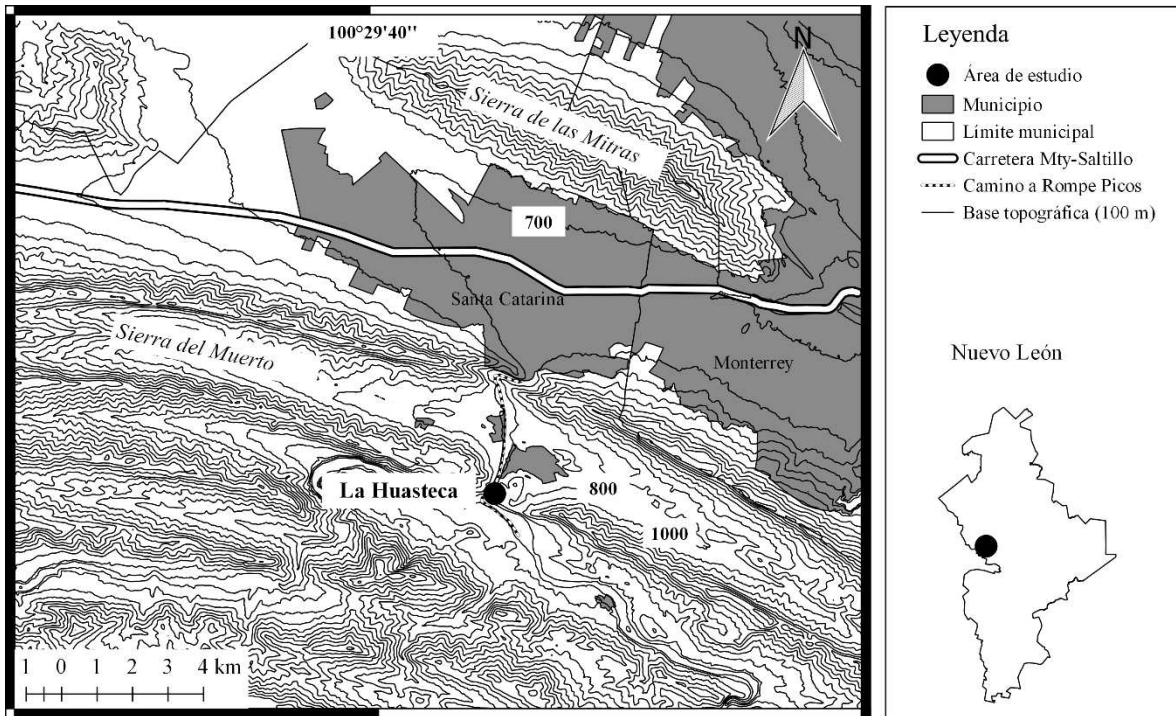 100°29'40''
N
Sierra de las Mitras
700
Santa Catarina
Sierra del Muerto
Monterrey
La Huasteca
800
1000
1 0 1 2 3 4 km
Leyenda
Área de estudio
Municipio
Límite municipal
Carretera Mty-Saltillo
Camino a Rompe Picos
Base topográfica (100 m)
Nuevo León